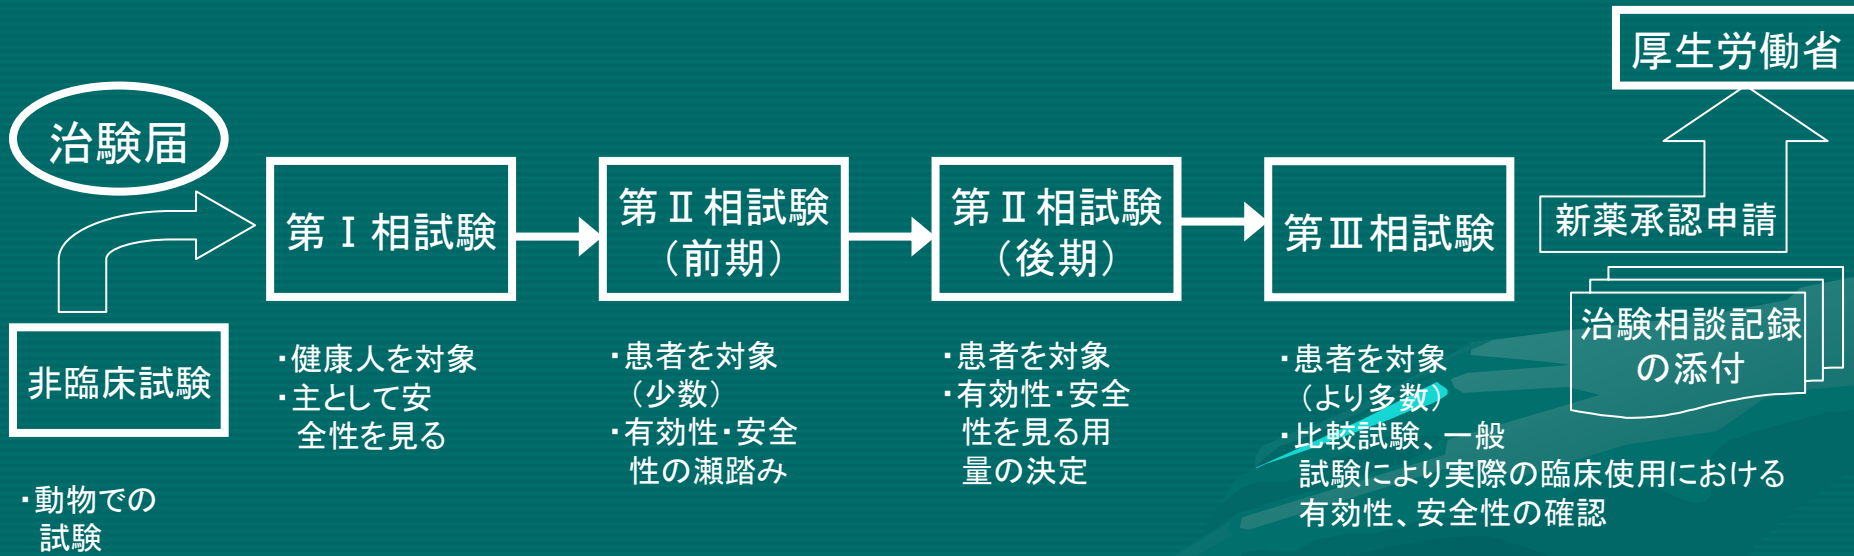 厚生労働省
治験届
第Ⅰ相試験
第Ⅱ相試験
（前期）
第Ⅱ相試験
（後期）
第Ⅲ相試験
新薬承認申請
治験相談記録
の添付
非臨床試験
・動物での
試験
・健康人を対象
・主として安
全性を見る
・患者を対象
（少数）
・有効性・安全
性の瀬踏み
・患者を対象
・有効性・安全
性を見る用
量の決定
・患者を対象
（より多数）
・比較試験、一般
試験により実際の臨床使用における
有効性、安全性の確認